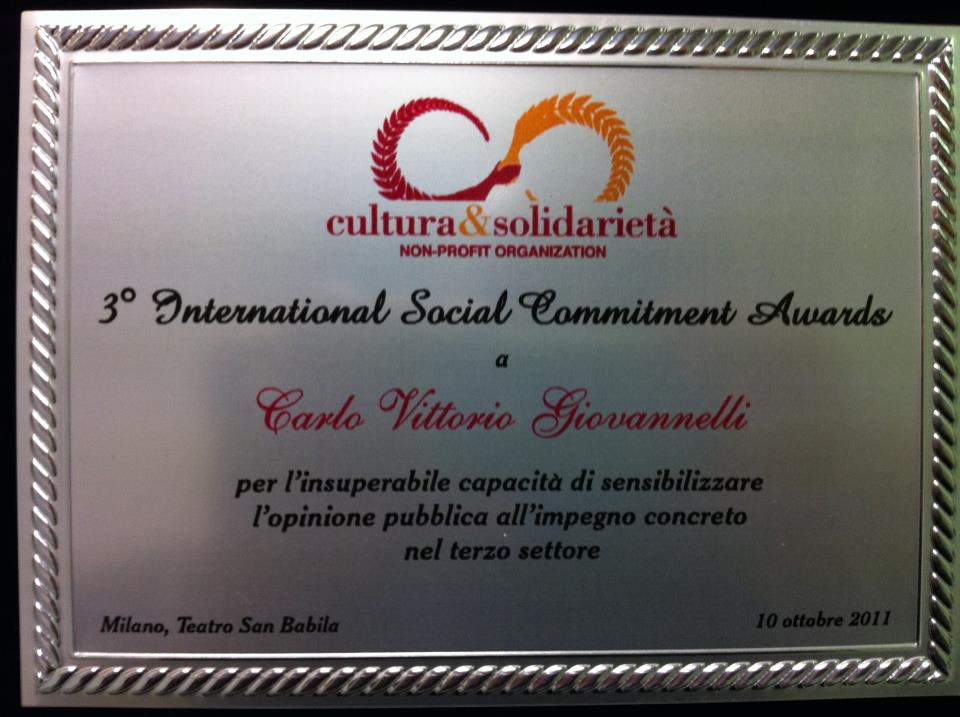 cultura&solidarietà
NON-PROFIT ORGANIZATION
3° International Social Commitment Awards
a
Carlo Vittorio Giovannelli
per l'insuperabile capacità di sensibilizzare
l'opinione pubblica all'impegno concreto
nel terzo settore
Milano, Teatro San Babila
10 ottobre 2011